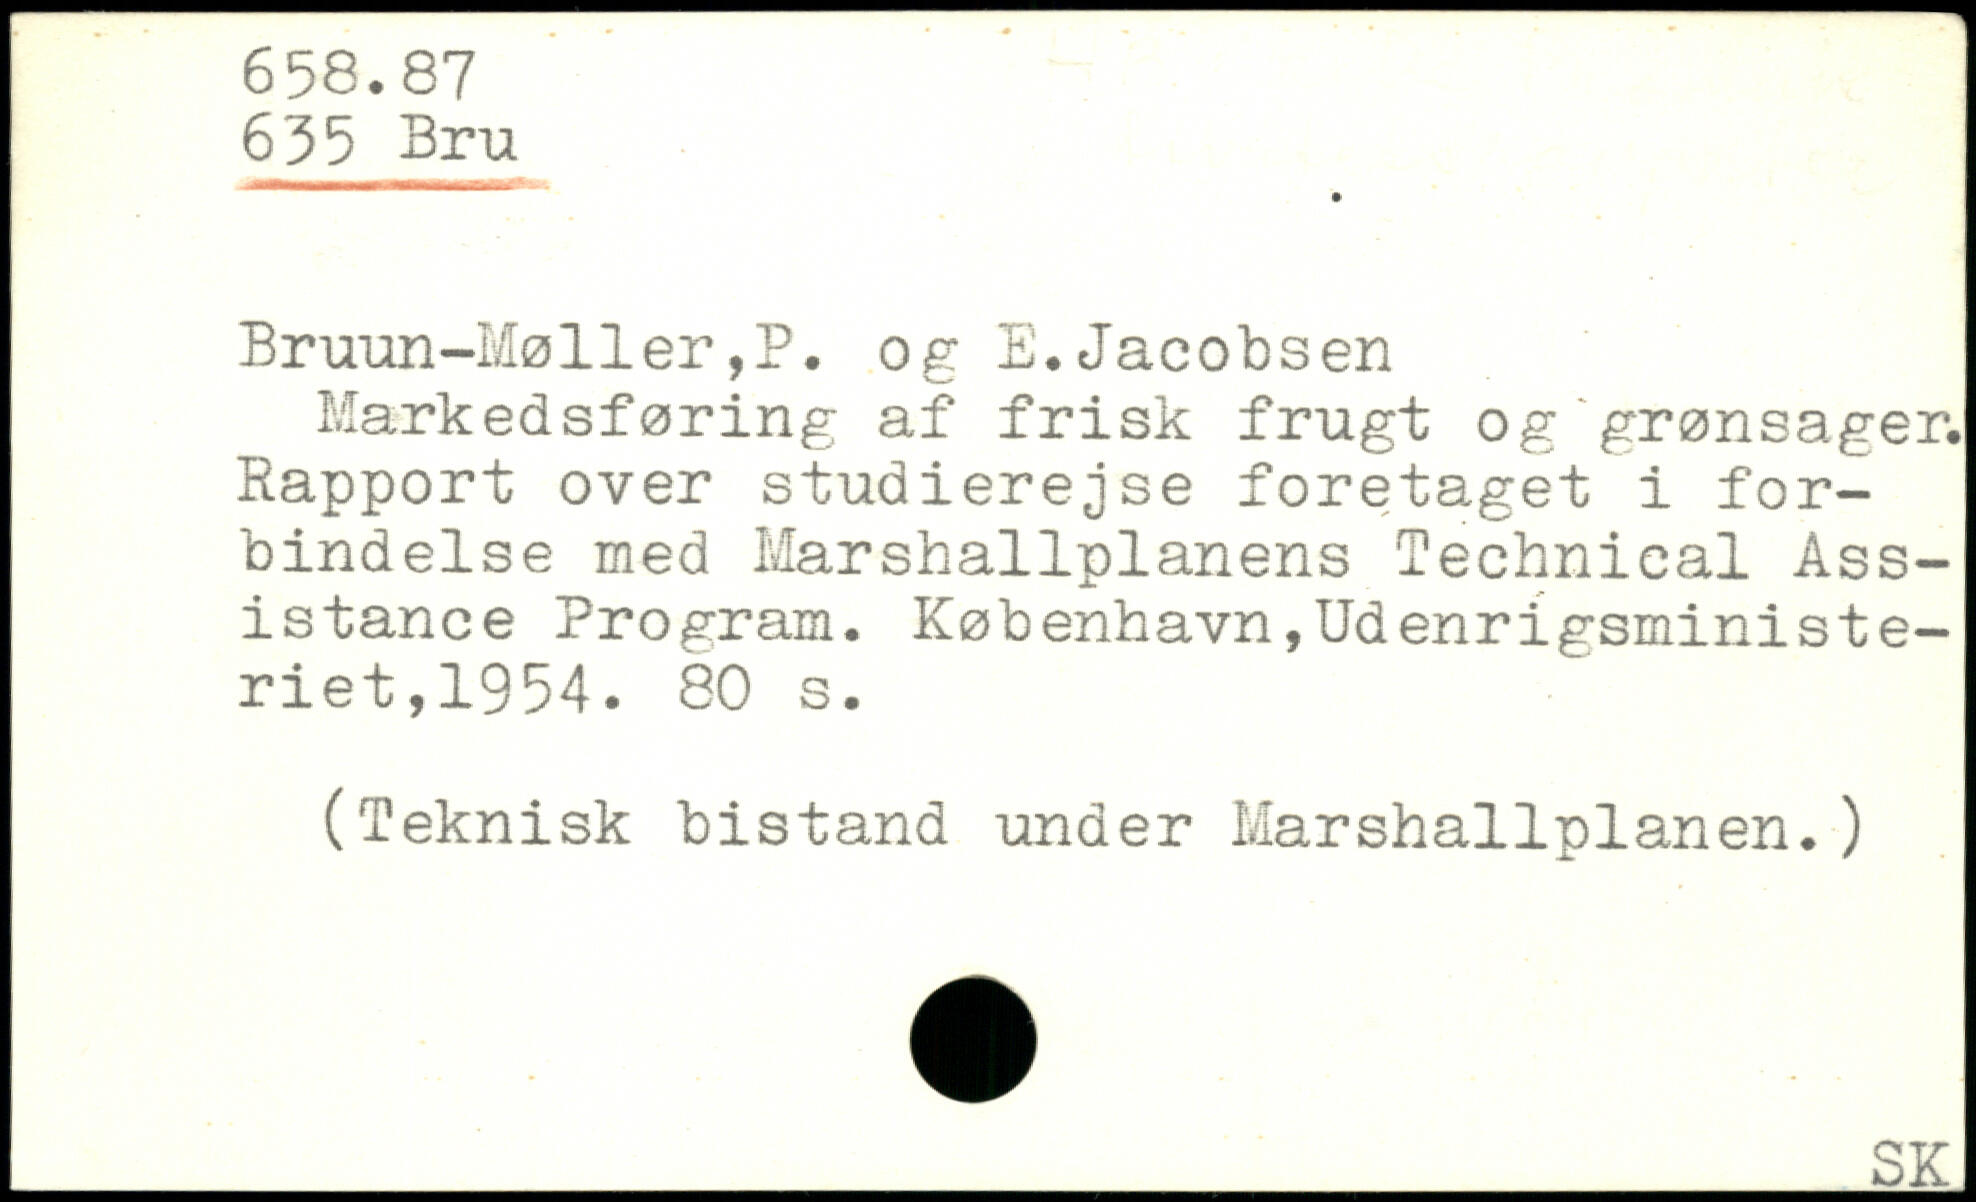 658.87
635 Bru
Bruun-Møller,P. og E.Jacobsen
Markedsføring af frisk frugt og grønsager.
Rapport over studierejse foretaget i for-
bindelse med Marshallplanens Technical Ass-
istance Program. København,Udenrigsministe-
riet,1954. 80 s.
(Teknisk bistand under Marshallplanen.)
SK